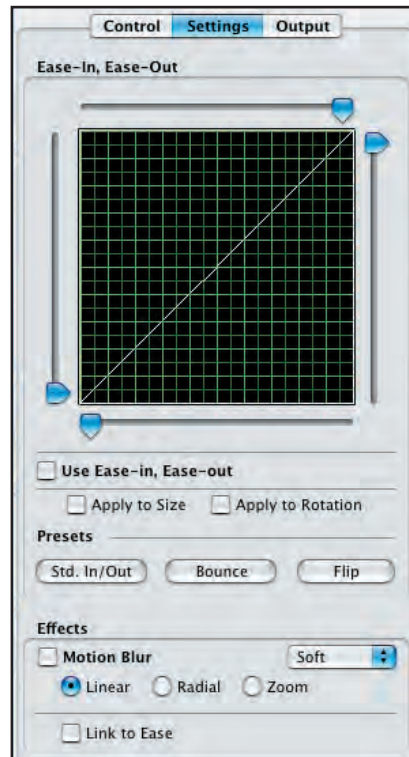 Control Settings Output
Ease-In, Ease-Out
Use Ease-in, Ease-out
Apply to Size Apply to Rotation
Presets
Std. In/Out Bounce Flip
Effects
Motion Blur Soft
Linear Radial Zoom
Link to Ease